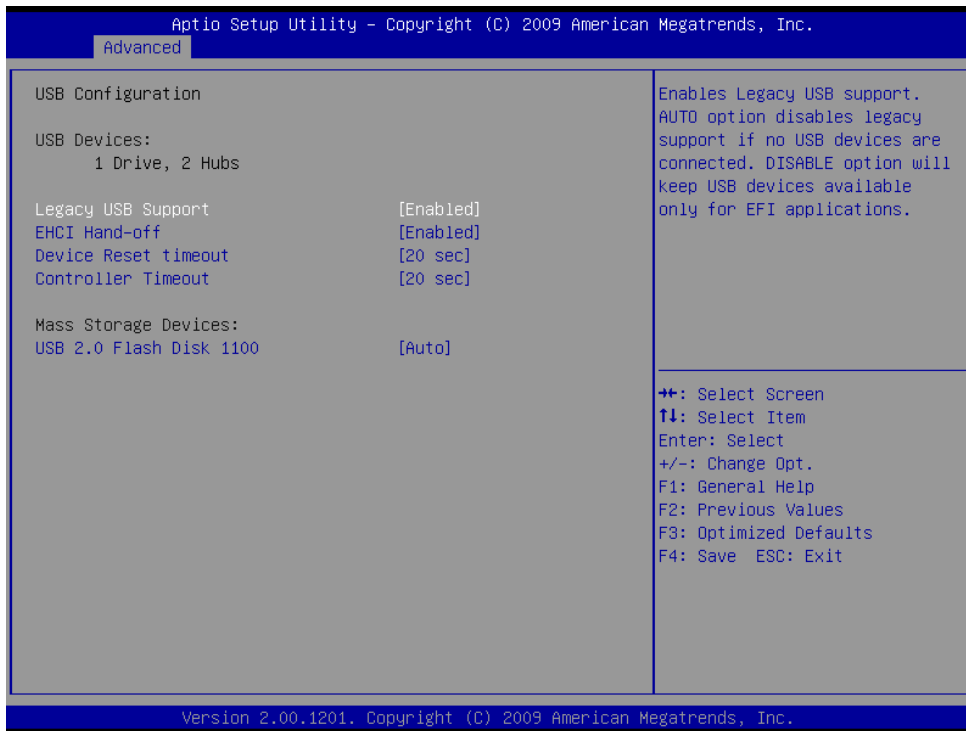 Aptio Setup Utility – Copyright (C) 2009 American Megatrends, Inc.
Advanced
USB Configuration
USB Devices:
1 Drive, 2 Hubs
Legacy USB Support [Enabled]
EHCI Hand-off [Enabled]
Device Reset timeout [20 sec]
Controller Timeout [20 sec]
Mass Storage Devices:
USB 2.0 Flash Disk 1100 [Auto]
Enables Legacy USB support.
AUTO option disables legacy
support if no USB devices are
connected. DISABLE option will
keep USB devices available
only for EFI applications.
→←: Select Screen
↑↓: Select Item
Enter: Select
+/-: Change Opt.
F1: General Help
F2: Previous Values
F3: Optimized Defaults
F4: Save ESC: Exit
Version 2.00.1201. Copyright (C) 2009 American Megatrends, Inc.